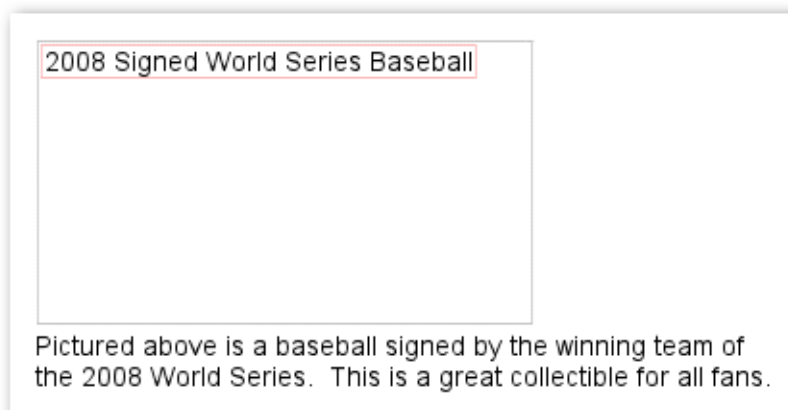 2008 Signed World Series Baseball
Pictured above is a baseball signed by the winning team of
the 2008 World Series.  This is a great collectible for all fans.